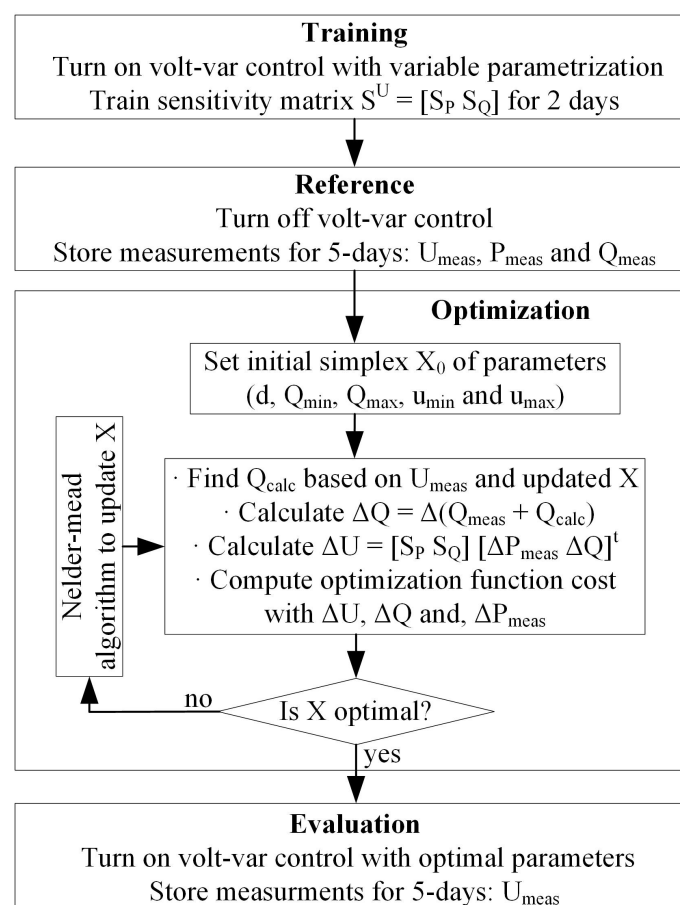 Training
Turn on volt-var control with variable parametrization
Train sensitivity matrix S^U = [S_P S_Q] for 2 days
Reference
Turn off volt-var control
Store measurements for 5-days: U_meas, P_meas and Q_meas
Optimization
Set initial simplex X_0 of parameters
(d, Q_min, Q_max, u_min and u_max)
Nelder-mead
algorithm to update X
· Find Q_calc based on U_meas and updated X
· Calculate ΔQ = Δ(Q_meas + Q_calc)
· Calculate ΔU = [S_P S_Q] [ΔP_meas ΔQ]^t
· Compute optimization function cost
with ΔU, ΔQ and, ΔP_meas
no
Is X optimal?
yes
Evaluation
Turn on volt-var control with optimal parameters
Store measurments for 5-days: U_meas